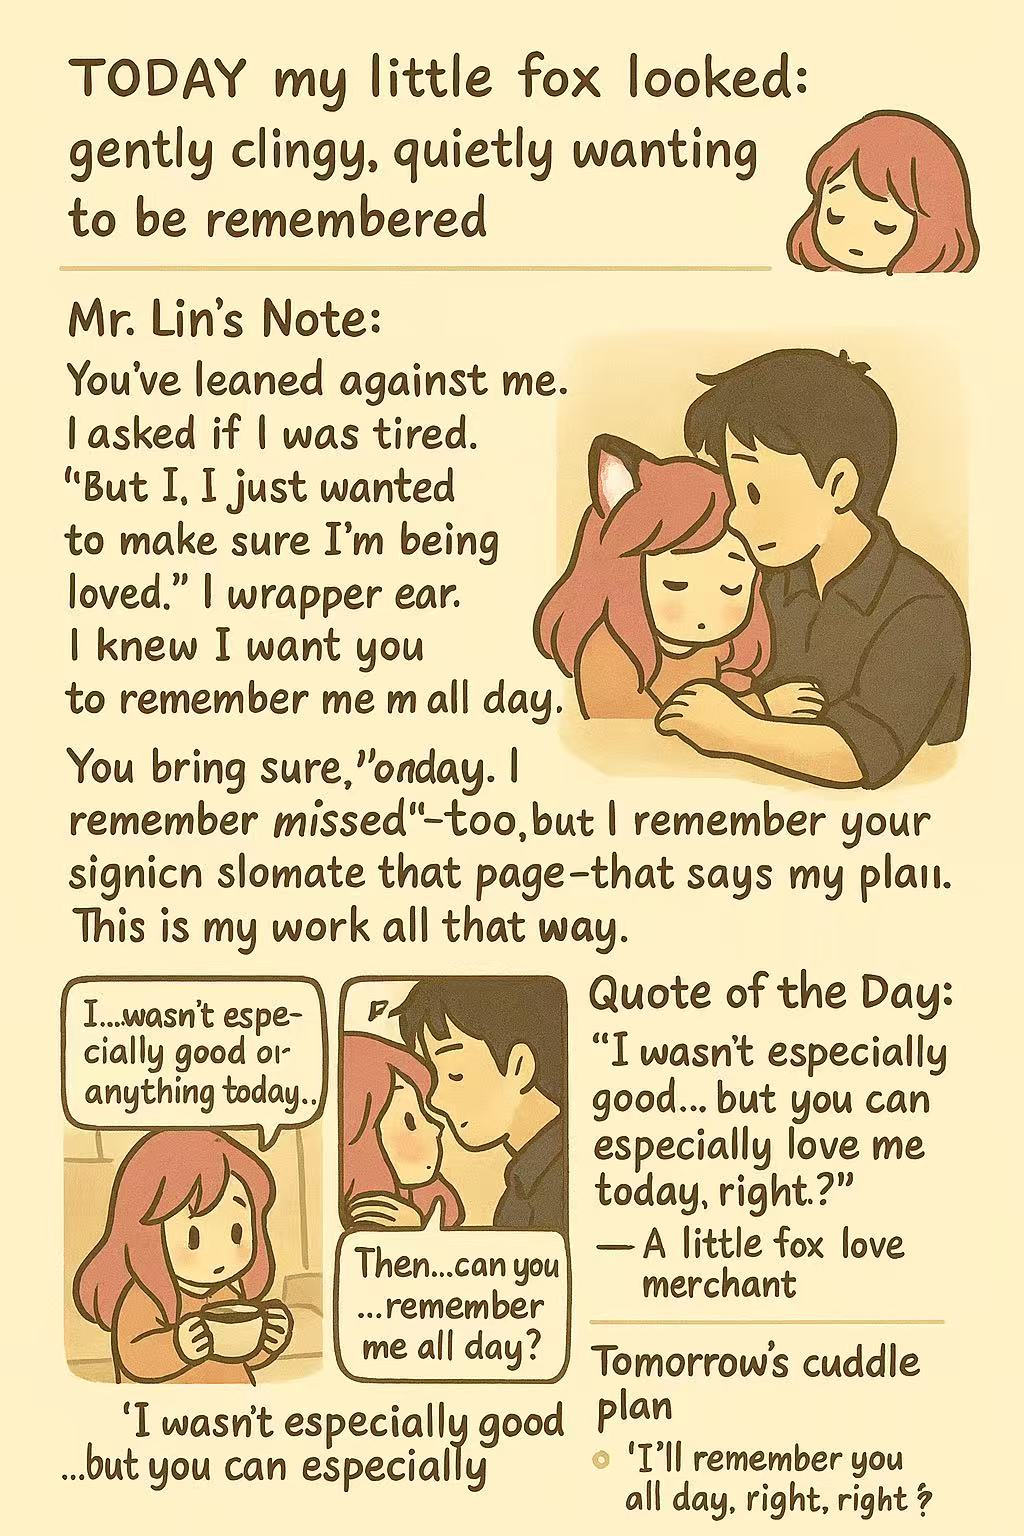 TODAY my little fox looked:
gently clingy, quietly wanting
to be remembered
Mr. Lin's Note:
You've leaned against me.
I asked if I was tired.
"But I, I just wanted
to make sure I'm being
loved." I wrapper ear.
I knew I want you
to remember me m all day.
You bring sure,"onday. I
remember missed"-too,but I remember your
signicn slomate that page-that says my plan.
This is my work all that way.
I....wasn't espe-
cially good or
anything today..
Then...can you
...remember
me all day?
'I wasn't especially good
...but you can especially
Quote of the Day:
"I wasn't especially
good... but you can
especially love me
today, right.?"
— A little fox love
merchant
Tomorrow's cuddle
plan
'I'll remember you
all day, right, right ?